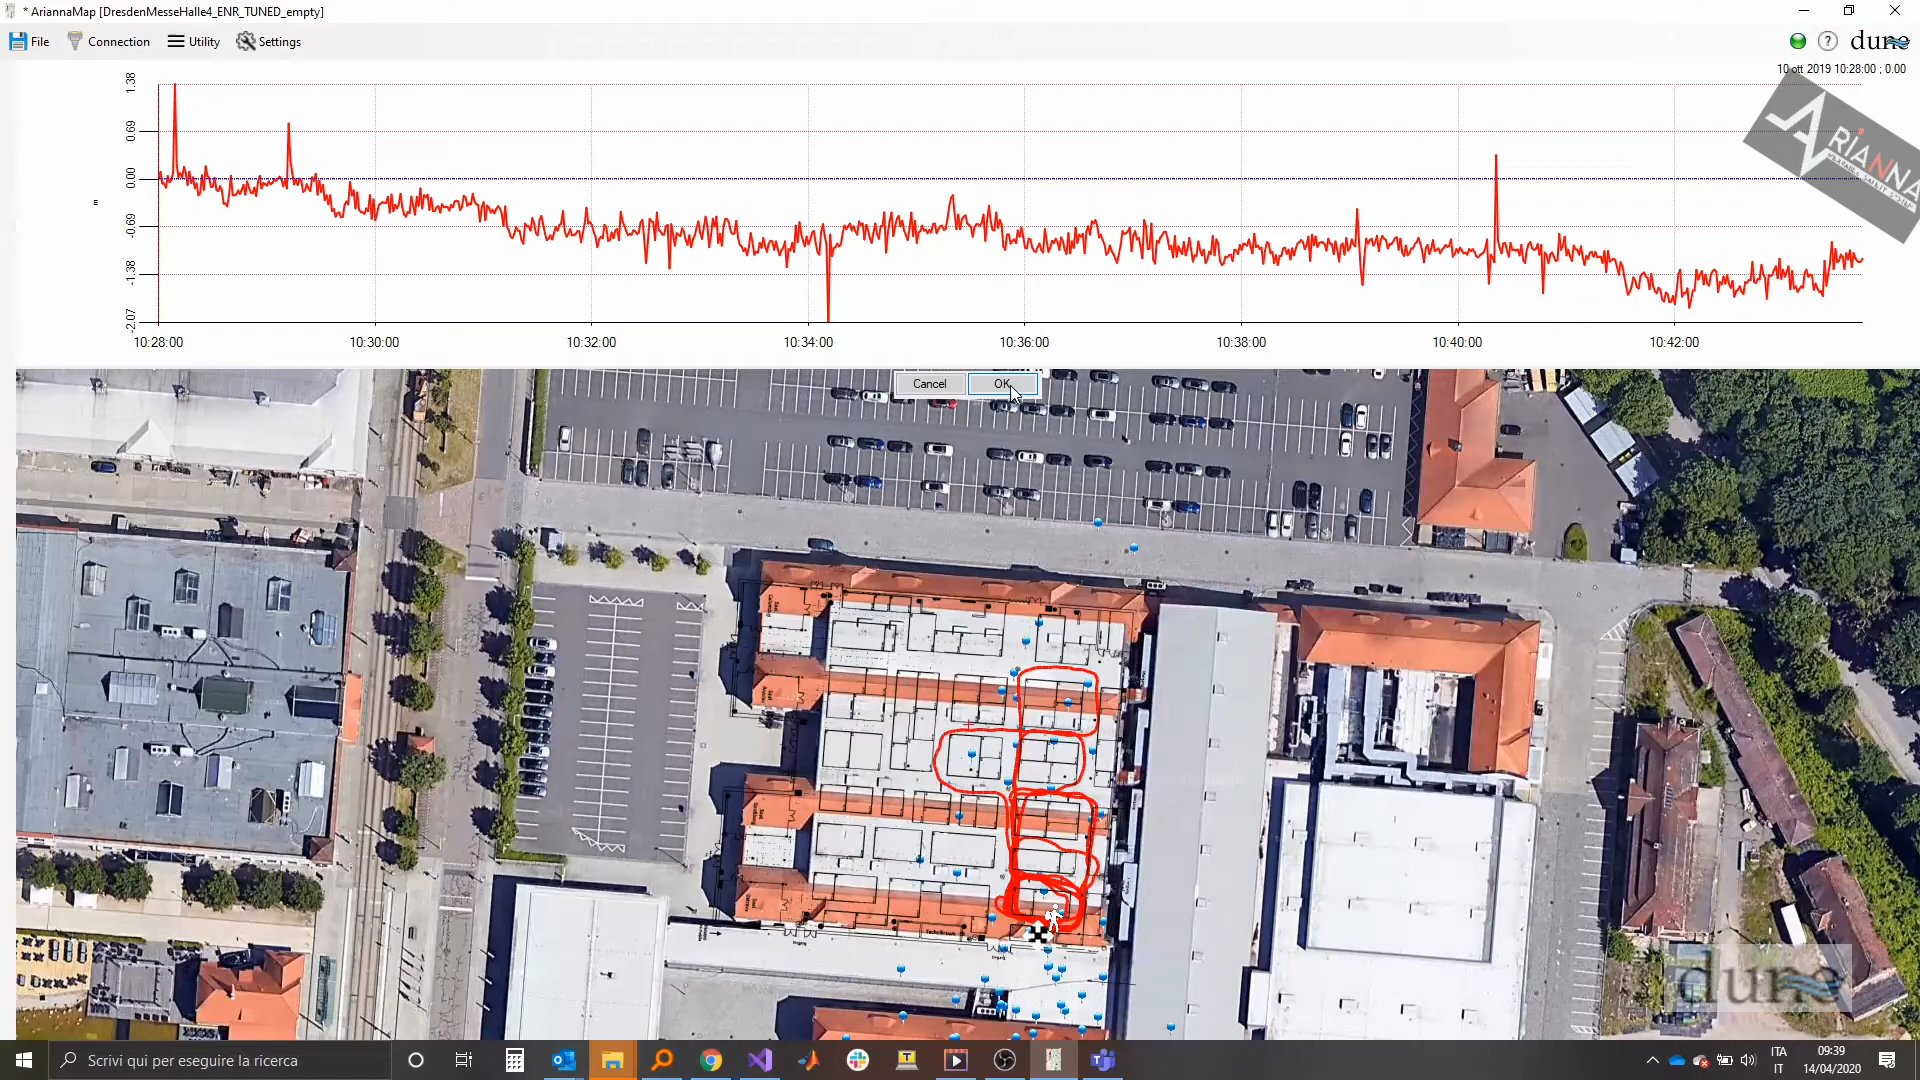 * AriannaMap [DresdenMesseHalle4_ENR_TUNED_empty]
File
Connection
Utility
Settings
?
dune
10 ott 2019 10:28:00 ; 0.00
ARIANNA
1.38
0.69
0.00
-0.69
-1.38
-2.07
m
10:28:00
10:30:00
10:32:00
10:34:00
10:36:00
10:38:00
10:40:00
10:42:00
Cancel
OK
dune
Scrivi qui per eseguire la ricerca
ITA
IT
09:39
14/04/2020